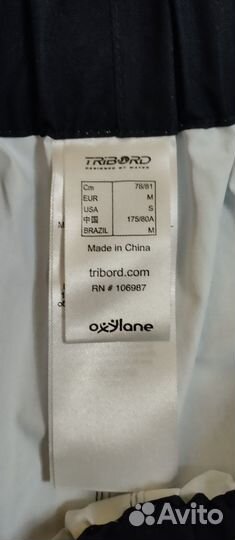 TRIBORD
DESIGNED BY WAVES
Cm 78/81
EUR M
USA S
中国 175/80A
BRAZIL M
Made in China
tribord.com
RN # 106987
oxylane
Avito